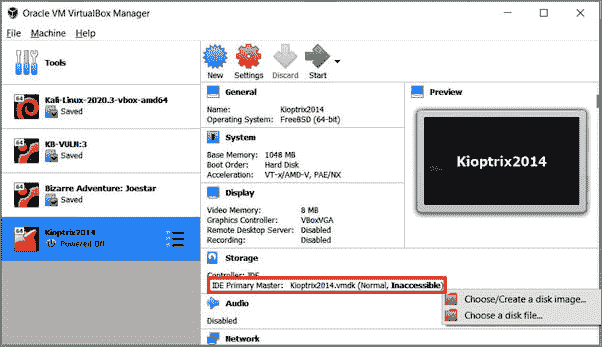 Oracle VM VirtualBox Manager
File Machine Help
Tools
New Settings Discard Start
Kali-Linux-2020.3-vbox-amd64
Saved
KB-VULN:3
Saved
Bizarre Adventure: Joestar
Saved
Kioptrix2014
Powered Off
General
Name: Kioptrix2014
Operating System: FreeBSD (64-bit)
System
Base Memory: 1048 MB
Boot Order: Hard Disk
Acceleration: VT-x/AMD-V, PAE/NX
Display
Video Memory: 8 MB
Graphics Controller: VBoxVGA
Remote Desktop Server: Disabled
Recording: Disabled
Storage
Controller: IDE
IDE Primary Master: Kioptrix2014.vmdk (Normal, Inaccessible)
Audio
Disabled
Network
Preview
Kioptrix2014
Choose/Create a disk image...
Choose a disk file...